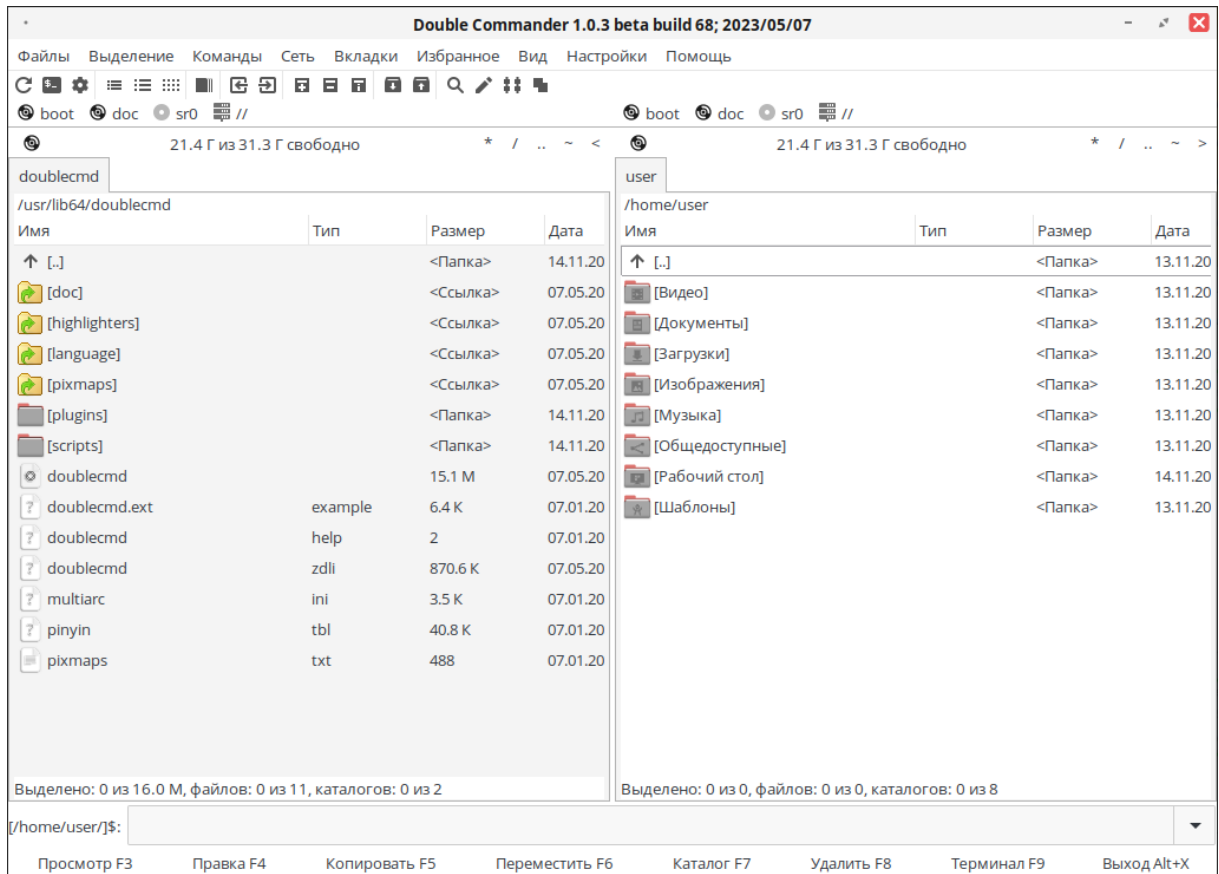 Double Commander 1.0.3 beta build 68; 2023/05/07
Файлы Выделение Команды Сеть Вкладки Избранное Вид Настройки Помощь
boot doc sr0 // boot doc sr0 //
21.4 Г из 31.3 Г свободно * / .. ~ < 21.4 Г из 31.3 Г свободно * / .. ~ >
doublecmd user
/usr/lib64/doublecmd /home/user
Имя Тип Размер Дата Имя Тип Размер Дата
[..] <Папка> 14.11.20 [..] <Папка> 13.11.20
[doc] <Ссылка> 07.05.20 [Видео] <Папка> 13.11.20
[highlighters] <Ссылка> 07.05.20 [Документы] <Папка> 13.11.20
[language] <Ссылка> 07.05.20 [Загрузки] <Папка> 13.11.20
[pixmaps] <Ссылка> 07.05.20 [Изображения] <Папка> 13.11.20
[plugins] <Папка> 14.11.20 [Музыка] <Папка> 13.11.20
[scripts] <Папка> 14.11.20 [Общедоступные] <Папка> 13.11.20
doublecmd 15.1 M 07.05.20 [Рабочий стол] <Папка> 14.11.20
doublecmd.ext example 6.4 K 07.01.20 [Шаблоны] <Папка> 13.11.20
doublecmd help 2 07.01.20
doublecmd zdli 870.6 K 07.05.20
multiarc ini 3.5 K 07.01.20
pinyin tbl 40.8 K 07.01.20
pixmaps txt 488 07.01.20
Выделено: 0 из 16.0 M, файлов: 0 из 11, каталогов: 0 из 2 Выделено: 0 из 0, файлов: 0 из 0, каталогов: 0 из 8
[/home/user/]$:
Просмотр F3 Правка F4 Копировать F5 Переместить F6 Каталог F7 Удалить F8 Терминал F9 Выход Alt+X